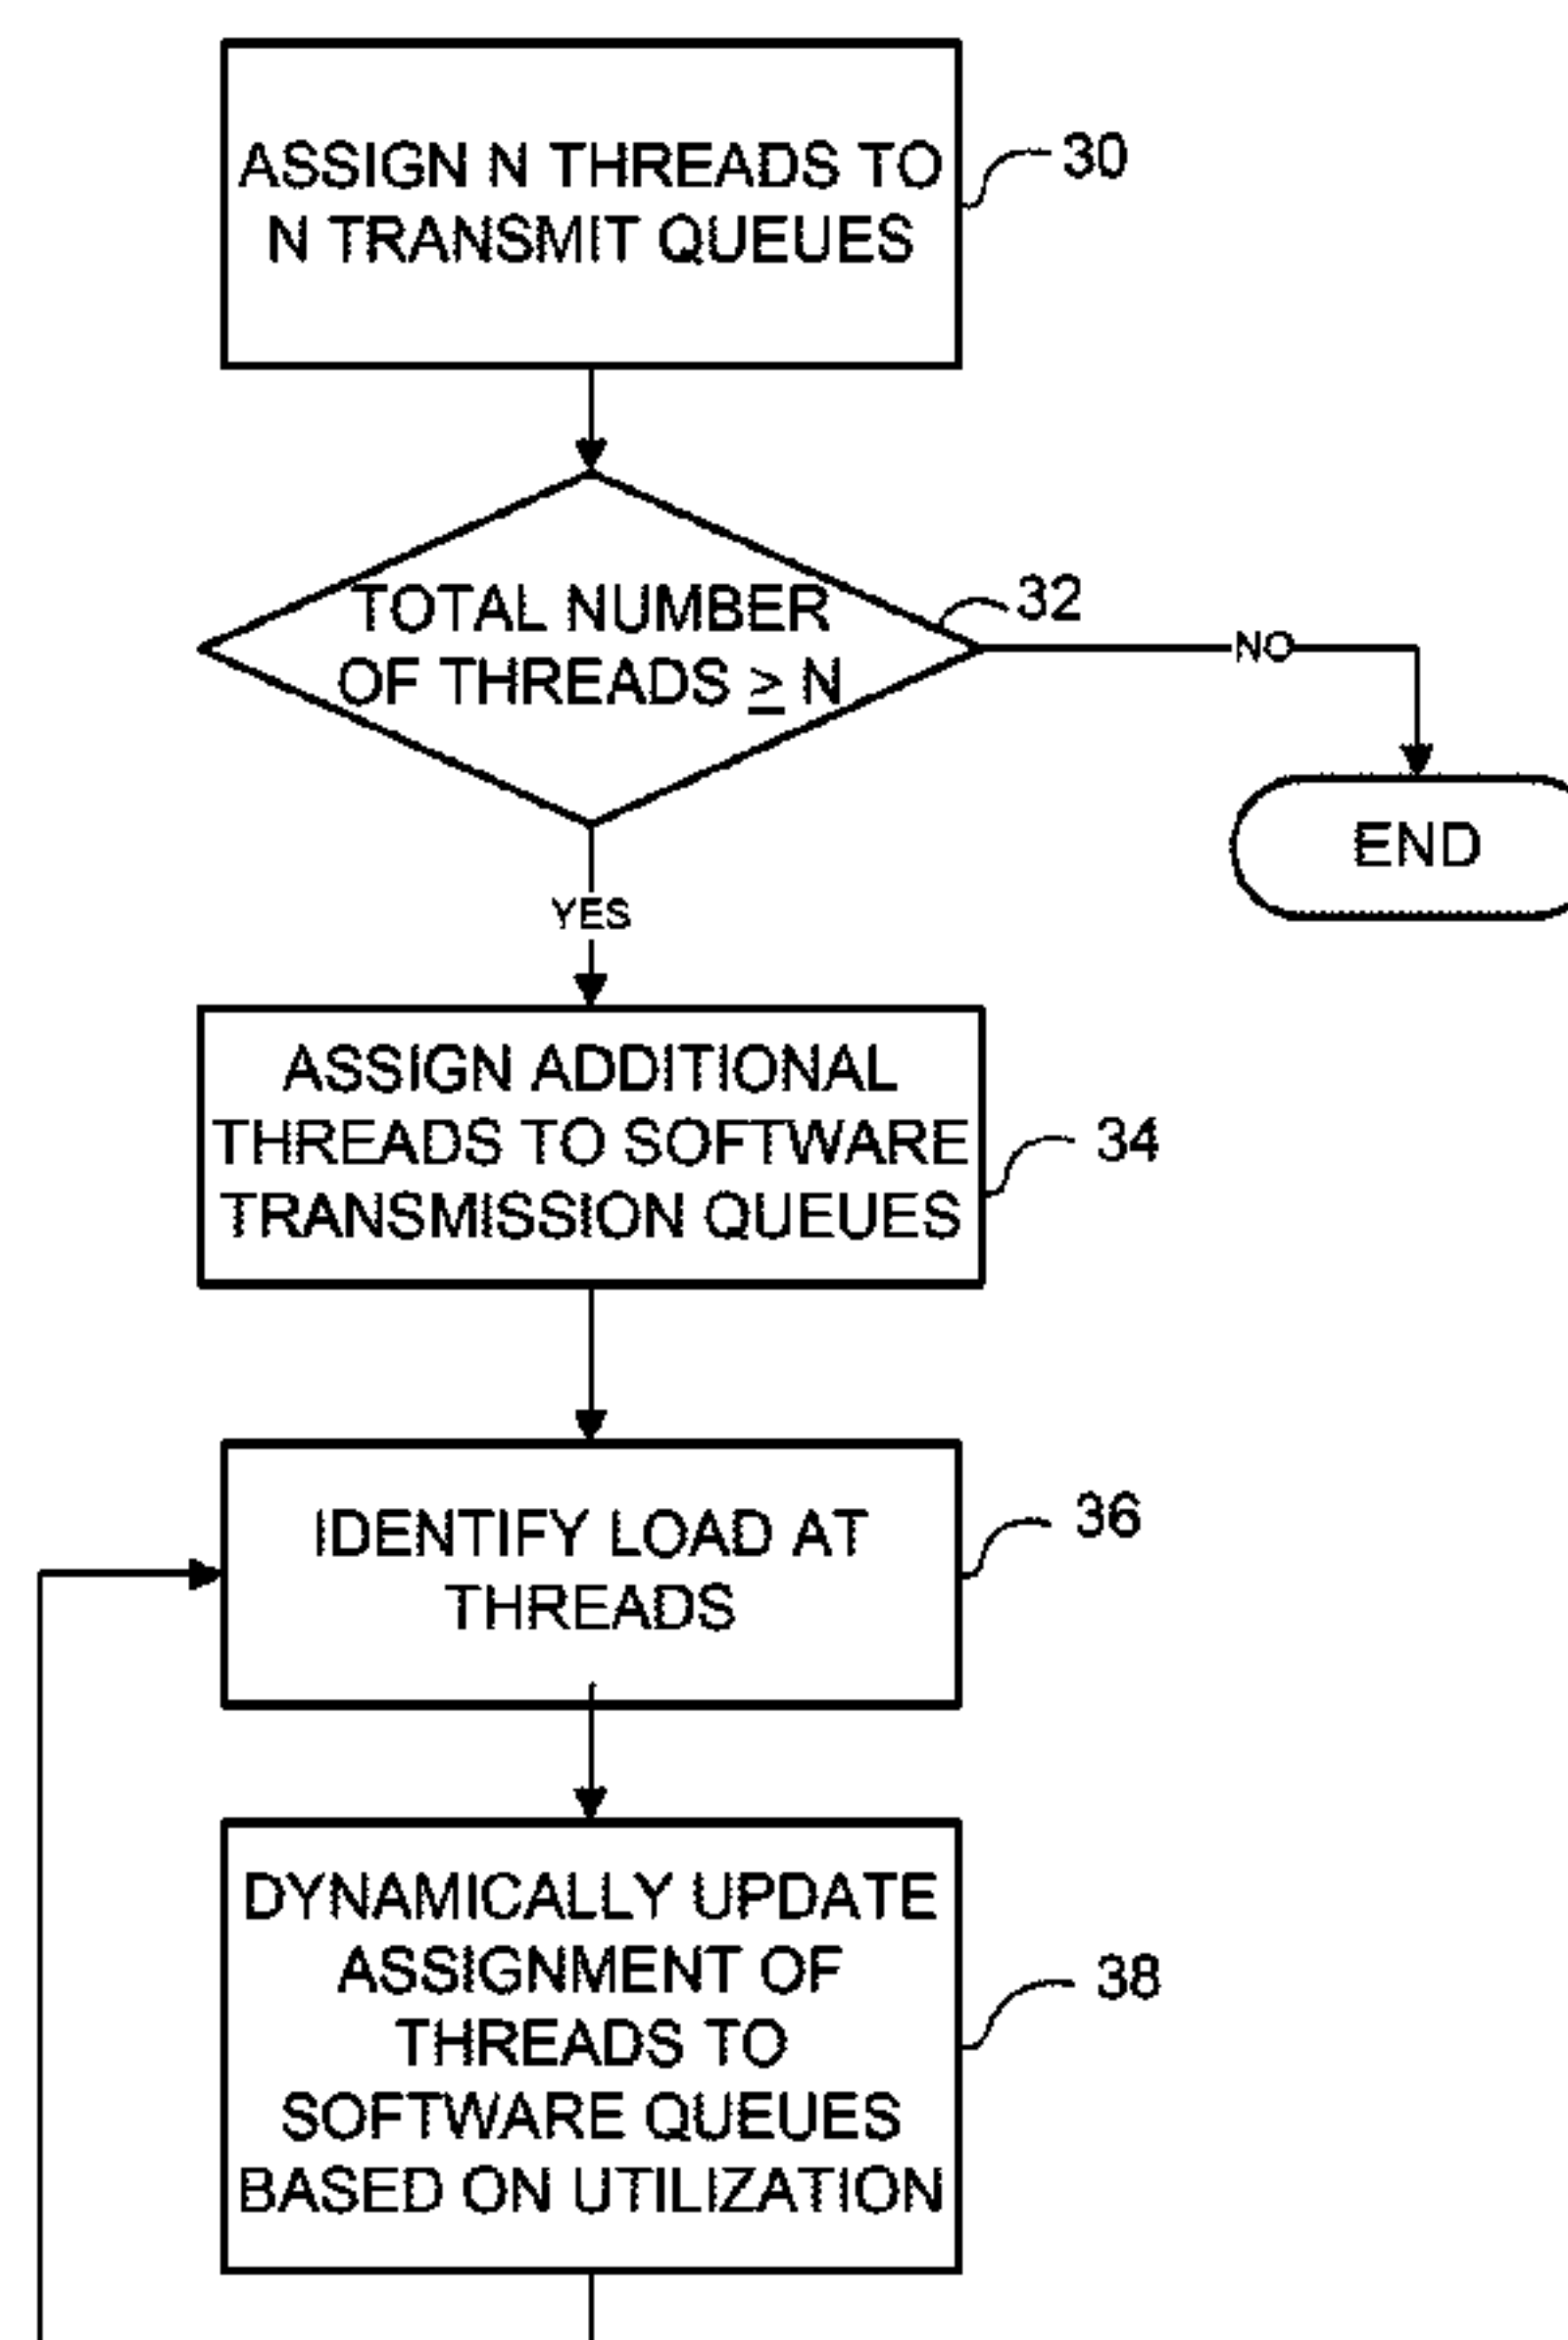 ASSIGN N THREADS TO
N TRANSMIT QUEUES
30
TOTAL NUMBER
OF THREADS ≥ N
32
NO
END
YES
ASSIGN ADDITIONAL
THREADS TO SOFTWARE
TRANSMISSION QUEUES
34
IDENTIFY LOAD AT
THREADS
36
DYNAMICALLY UPDATE
ASSIGNMENT OF
THREADS TO
SOFTWARE QUEUES
BASED ON UTILIZATION
38